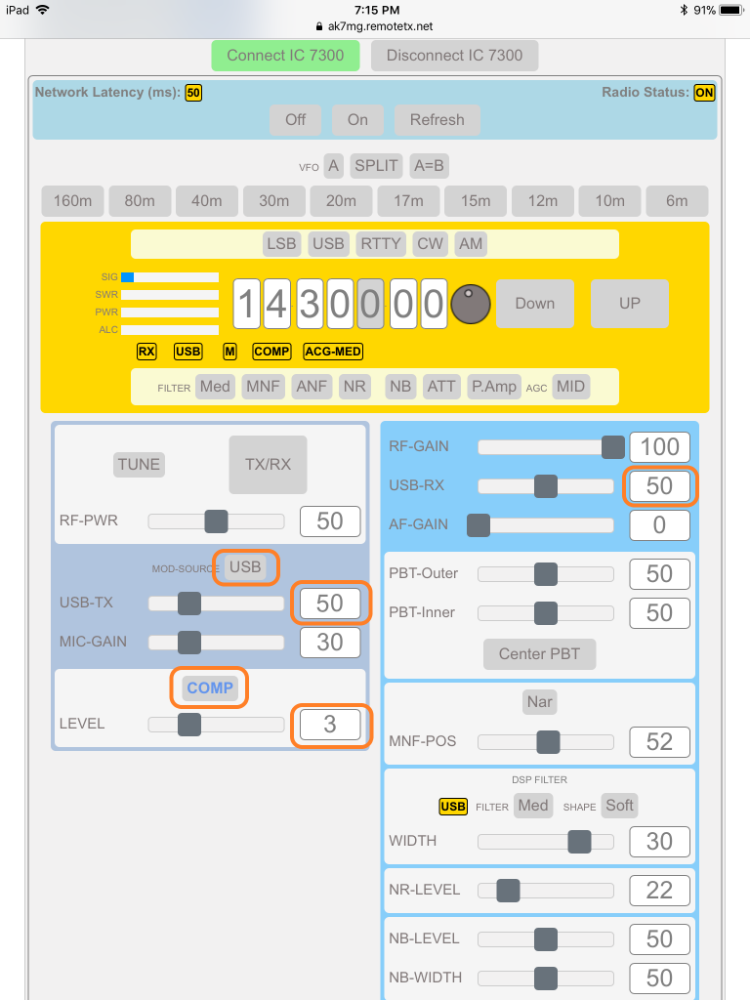 iPad 7:15 PM 91%
ak7mg.remotetx.net
Connect IC 7300 Disconnect IC 7300
Network Latency (ms): 50 Radio Status: ON
Off On Refresh
VFO A SPLIT A=B
160m 80m 40m 30m 20m 17m 15m 12m 10m 6m
LSB USB RTTY CW AM
SIG
SWR
PWR
ALC
14 300 00 Down UP
RX USB M COMP ACG-MED
FILTER Med MNF ANF NR NB ATT P.Amp AGC MID
TUNE TX/RX
RF-PWR 50
MOD-SOURCE USB
USB-TX 50
MIC-GAIN 30
COMP
LEVEL 3
RF-GAIN 100
USB-RX 50
AF-GAIN 0
PBT-Outer 50
PBT-Inner 50
Center PBT
Nar
MNF-POS 52
DSP FILTER
USB FILTER Med SHAPE Soft
WIDTH 30
NR-LEVEL 22
NB-LEVEL 50
NB-WIDTH 50